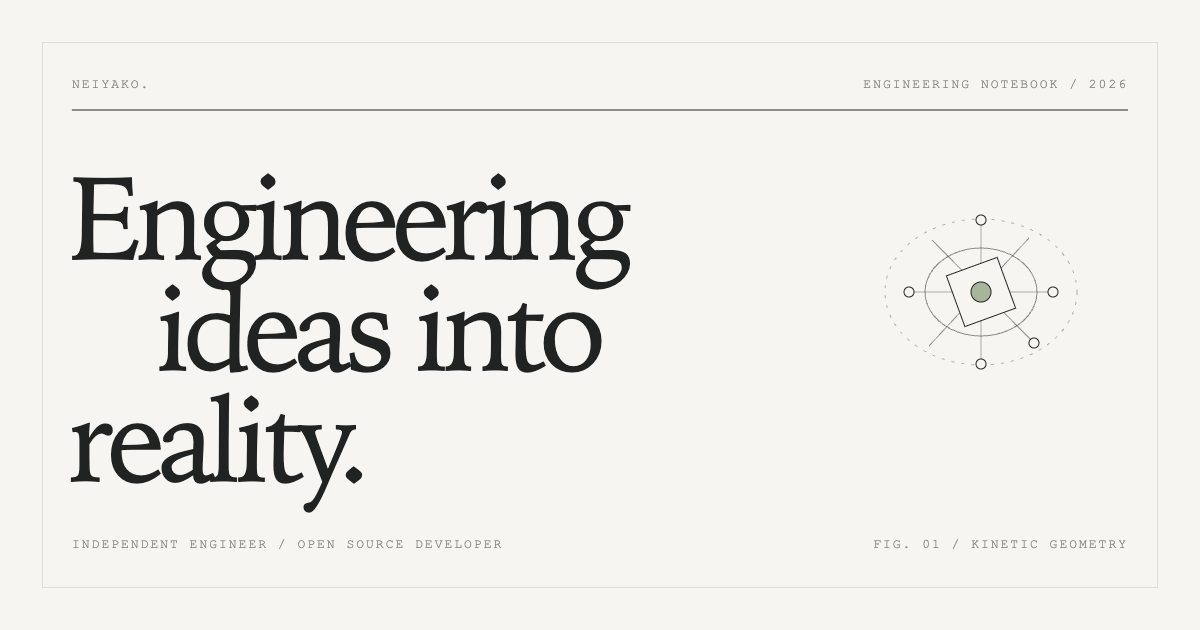 NEIYAKO.
ENGINEERING NOTEBOOK / 2026
Engineering
ideas into
reality.
INDEPENDENT ENGINEER / OPEN SOURCE DEVELOPER
FIG. 01 / KINETIC GEOMETRY